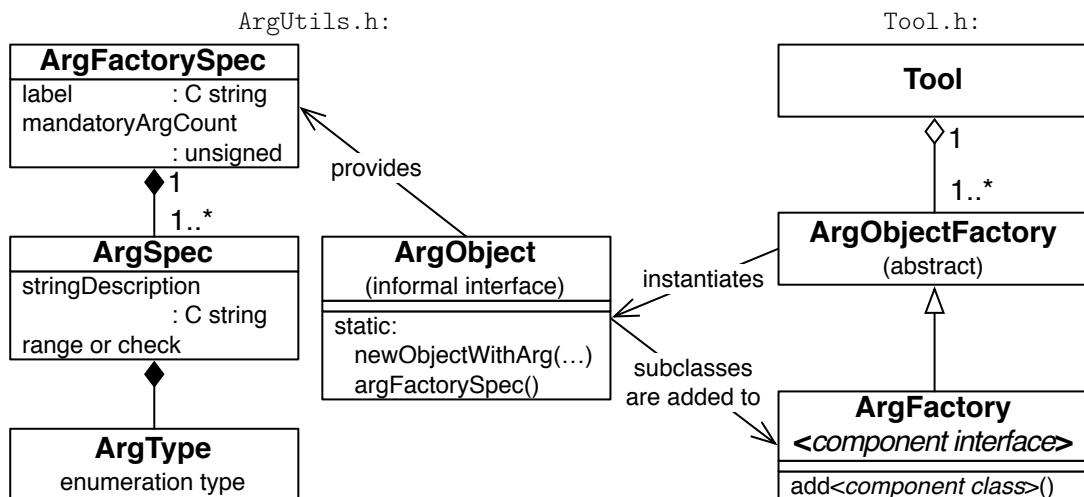 ArgUtils.h:
ArgFactorySpec
label : C string
mandatoryArgCount
: unsigned
1
1..*
ArgSpec
stringDescription
: C string
range or check
ArgType
enumeration type
provides
ArgObject
(informal interface)
static:
newObjectWithArg(...)
argFactorySpec()
instantiates
subclasses
are added to
Tool.h:
Tool
1
1..*
ArgObjectFactory
(abstract)
ArgFactory
<component interface>
add<component class>()